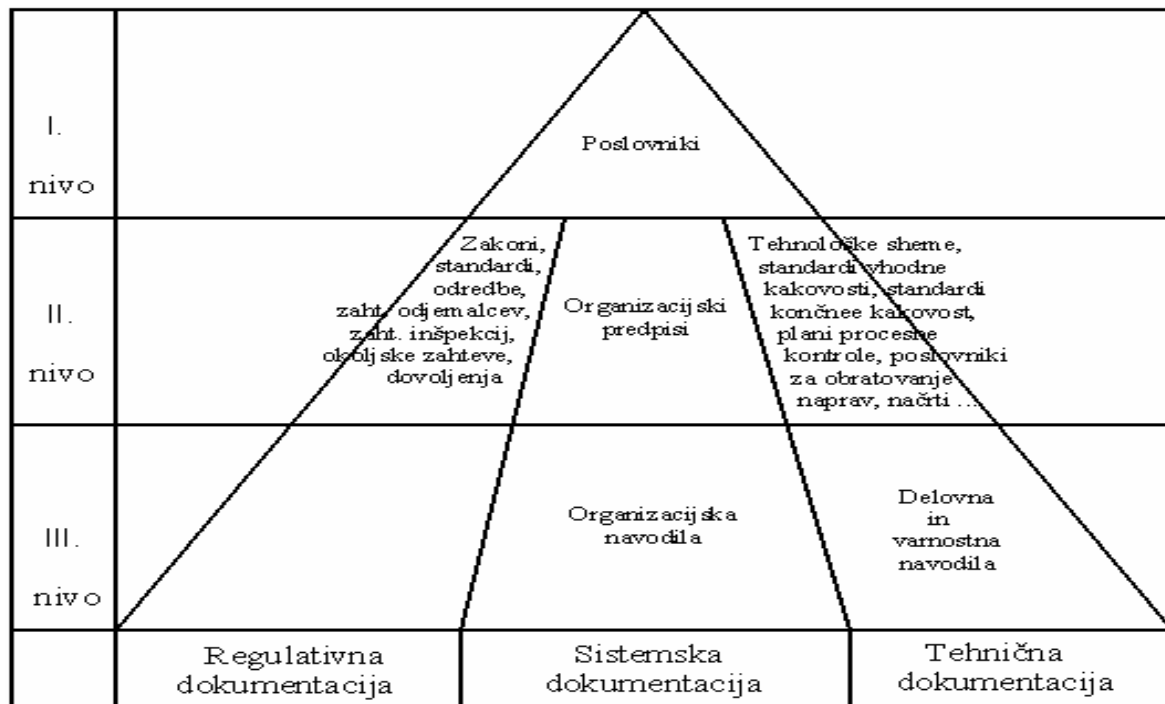 I.
nivo
Poslovniki
II.
nivo
Zakoni,
standardi,
odredbe,
zaht. odjemalcev,
zaht. inšpekcij,
okoljske zahteve,
dovoljenja
Organizacijski
predpisi
Tehnološke sheme,
standardi vhodne
kakovosti, standardi
končnee kakovost,
plani procesne
kontrole, poslovniki
za obratovanje
naprav, načrti ...
III.
nivo
Organizacijska
navodila
Delovna
in
varnostna
navodila
Regulativna
dokumentacija
Sistemska
dokumentacija
Tehnična
dokumentacija